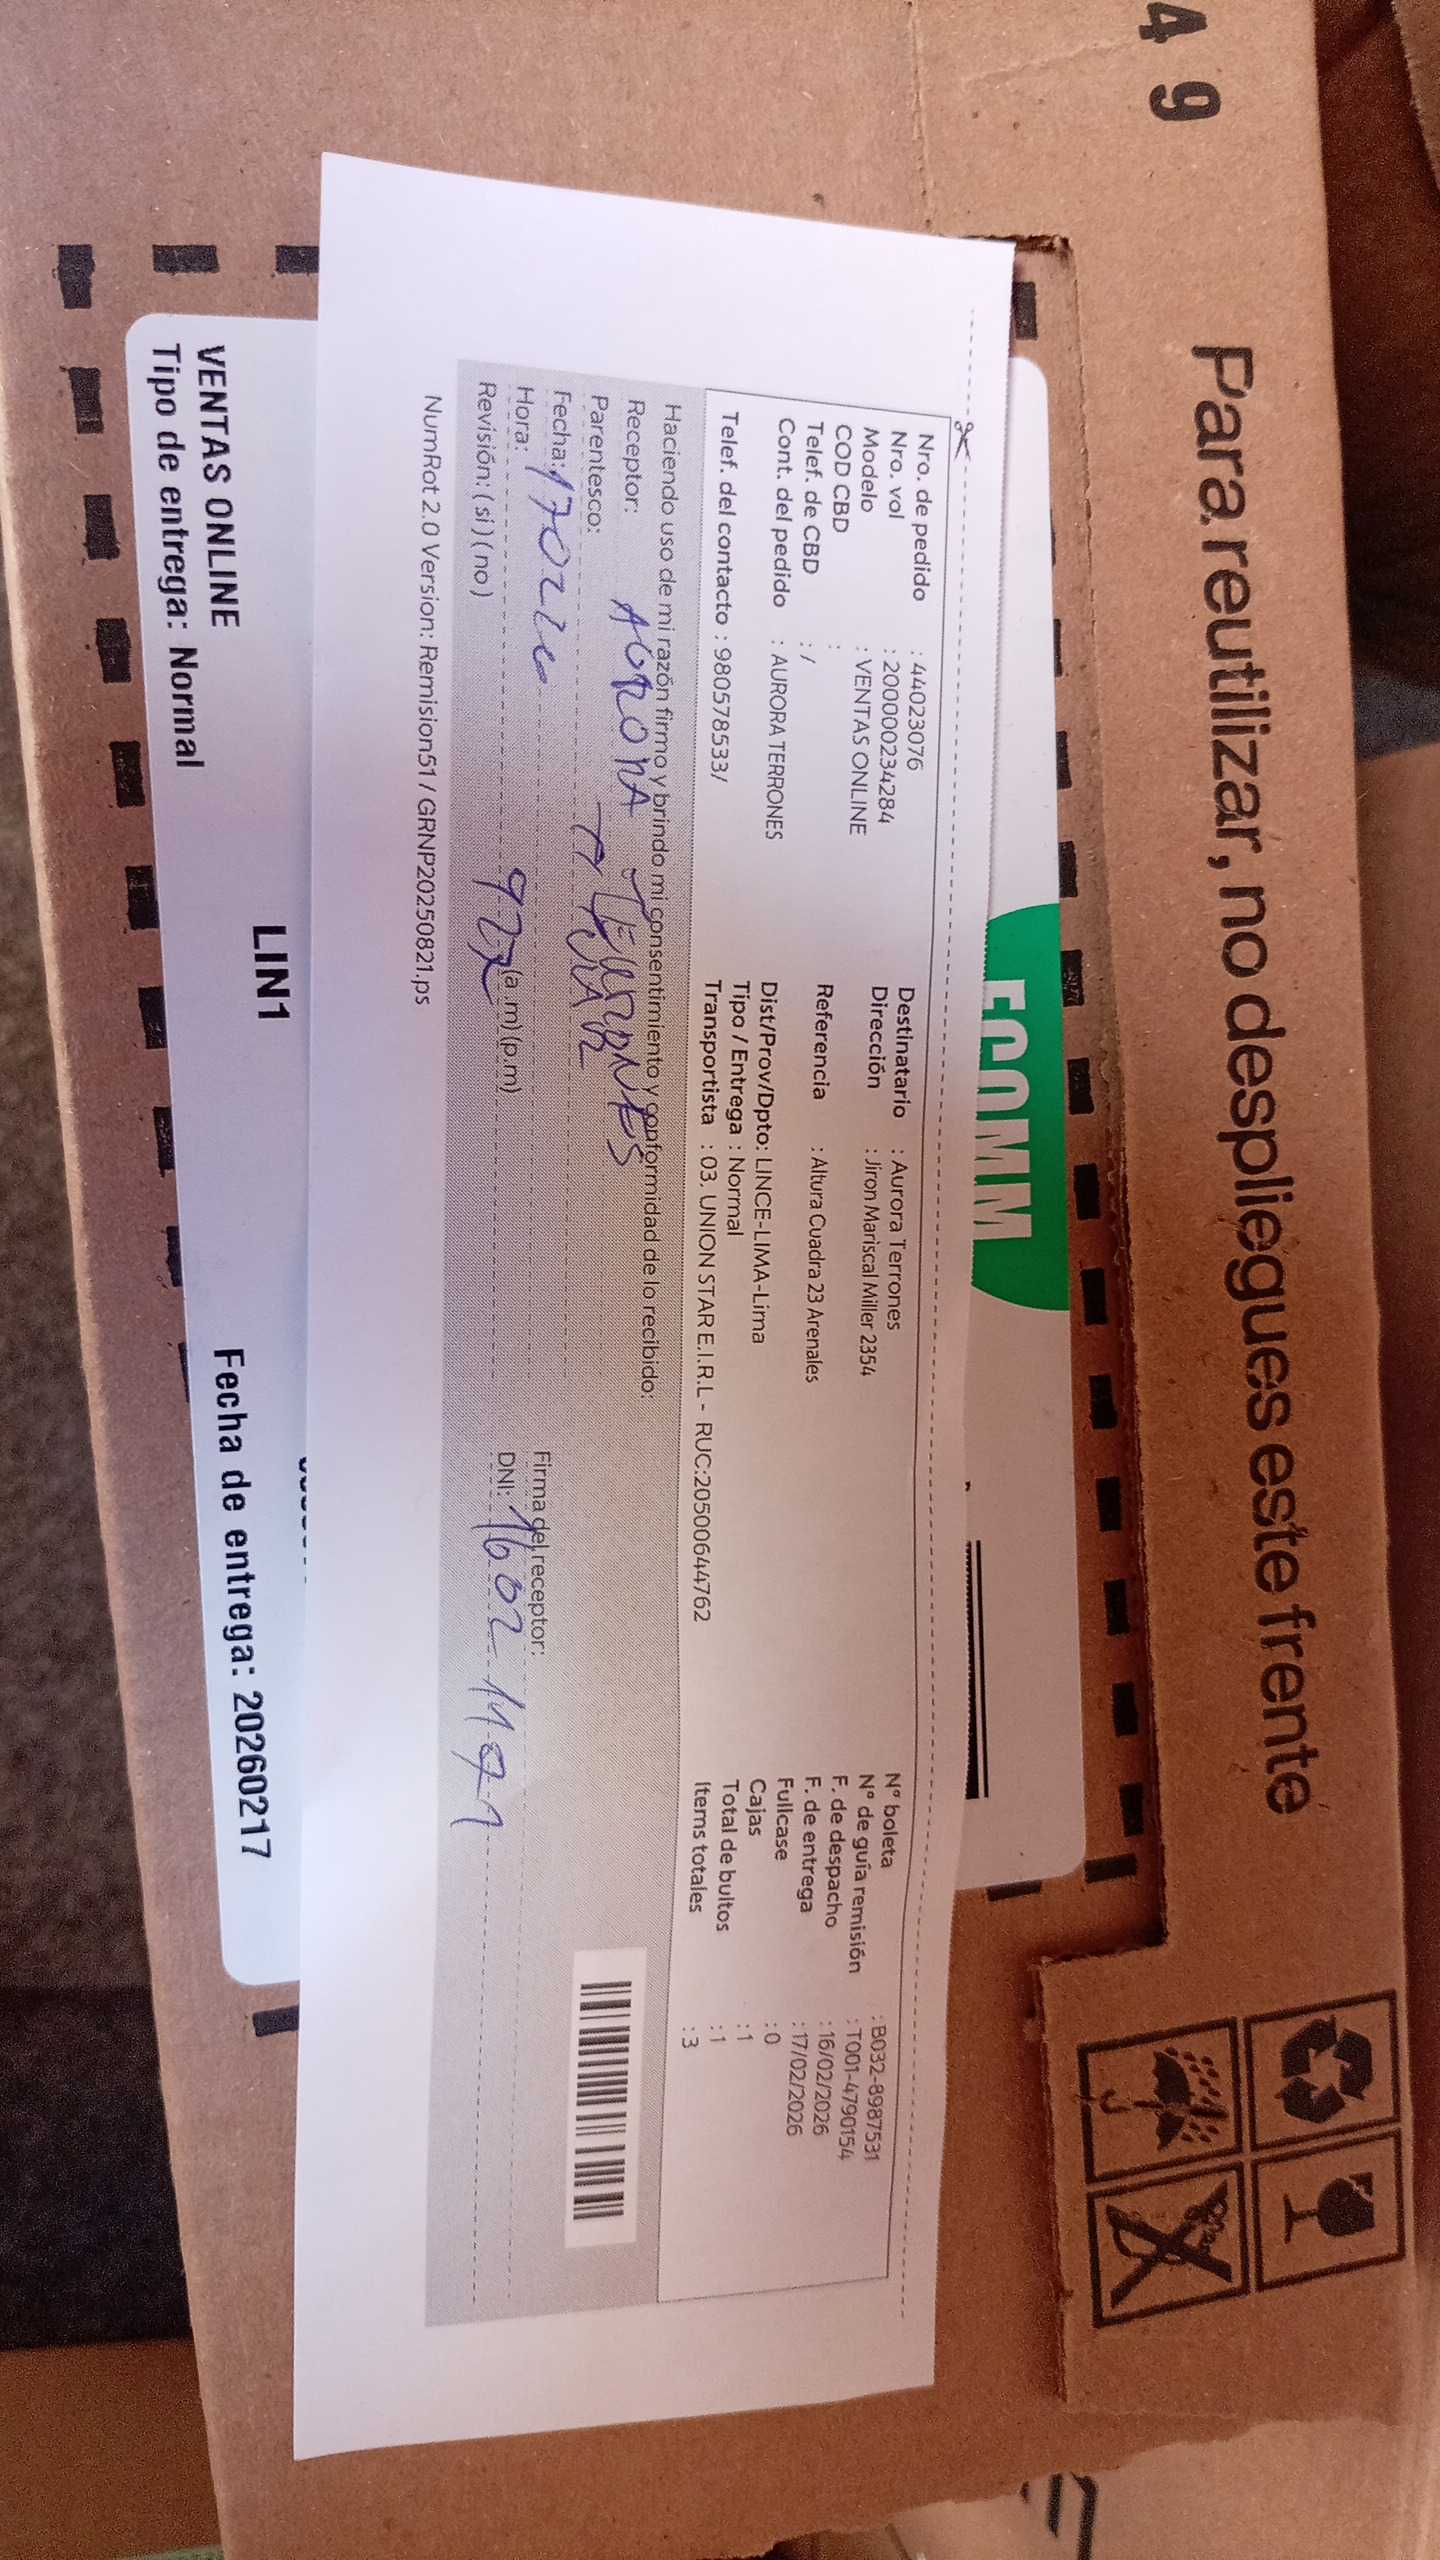 4 9
Para reutilizar, no despliegues este frente
ECOMM
Nro. de pedido : 44023076
Nro. vol : 200000234284
Modelo : VENTAS ONLINE
COD CBD :
Telef. de CBD : /
Cont. del pedido : AURORA TERRONES
Telef. del contacto : 980578533/
Destinatario : Aurora Terrones
Dirección : Jiron Mariscal Miller 2354
Referencia : Altura Cuadra 23 Arenales
Dist/Prov/Dpto: LINCE-LIMA-Lima
Tipo / Entrega : Normal
Transportista : 03. UNION STAR E.I.R.L - RUC:20500644762
Nº boleta : B032-8987531
Nº de guía remisión : T001-4790154
F. de despacho : 16/02/2026
F. de entrega : 17/02/2026
Fullcase : 0
Cajas : 1
Total de bultos : 1
Items totales : 3
Haciendo uso de mi razón firmo y brindo mi consentimiento y conformidad de lo recibido:
Receptor:
Parentesco:
Fecha:
Hora: (a.m)(p.m)
Revisión: ( si ) ( no )
Firma del receptor:
DNI:
NumRot 2.0 Version: Remision51 / GRNP20250821.ps
LIN1
VENTAS ONLINE
Tipo de entrega: Normal
Fecha de entrega: 20260217